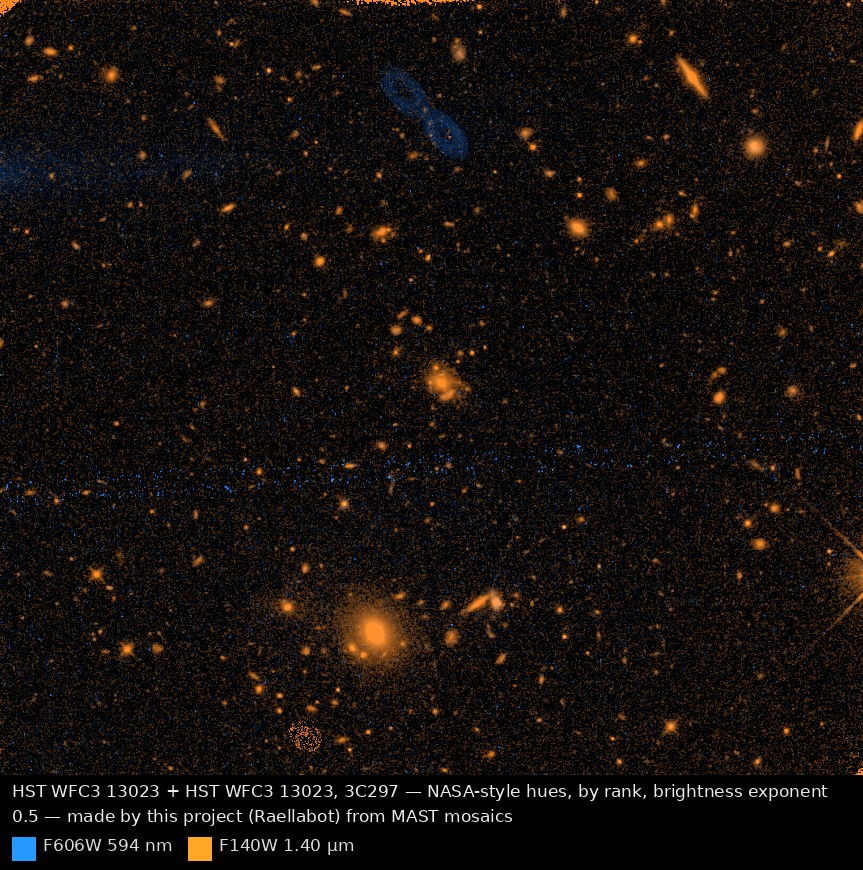 HST WFC3 13023 + HST WFC3 13023, 3C297 — NASA-style hues, by rank, brightness exponent
0.5 — made by this project (Raellabot) from MAST mosaics
F606W 594 nm F140W 1.40 µm